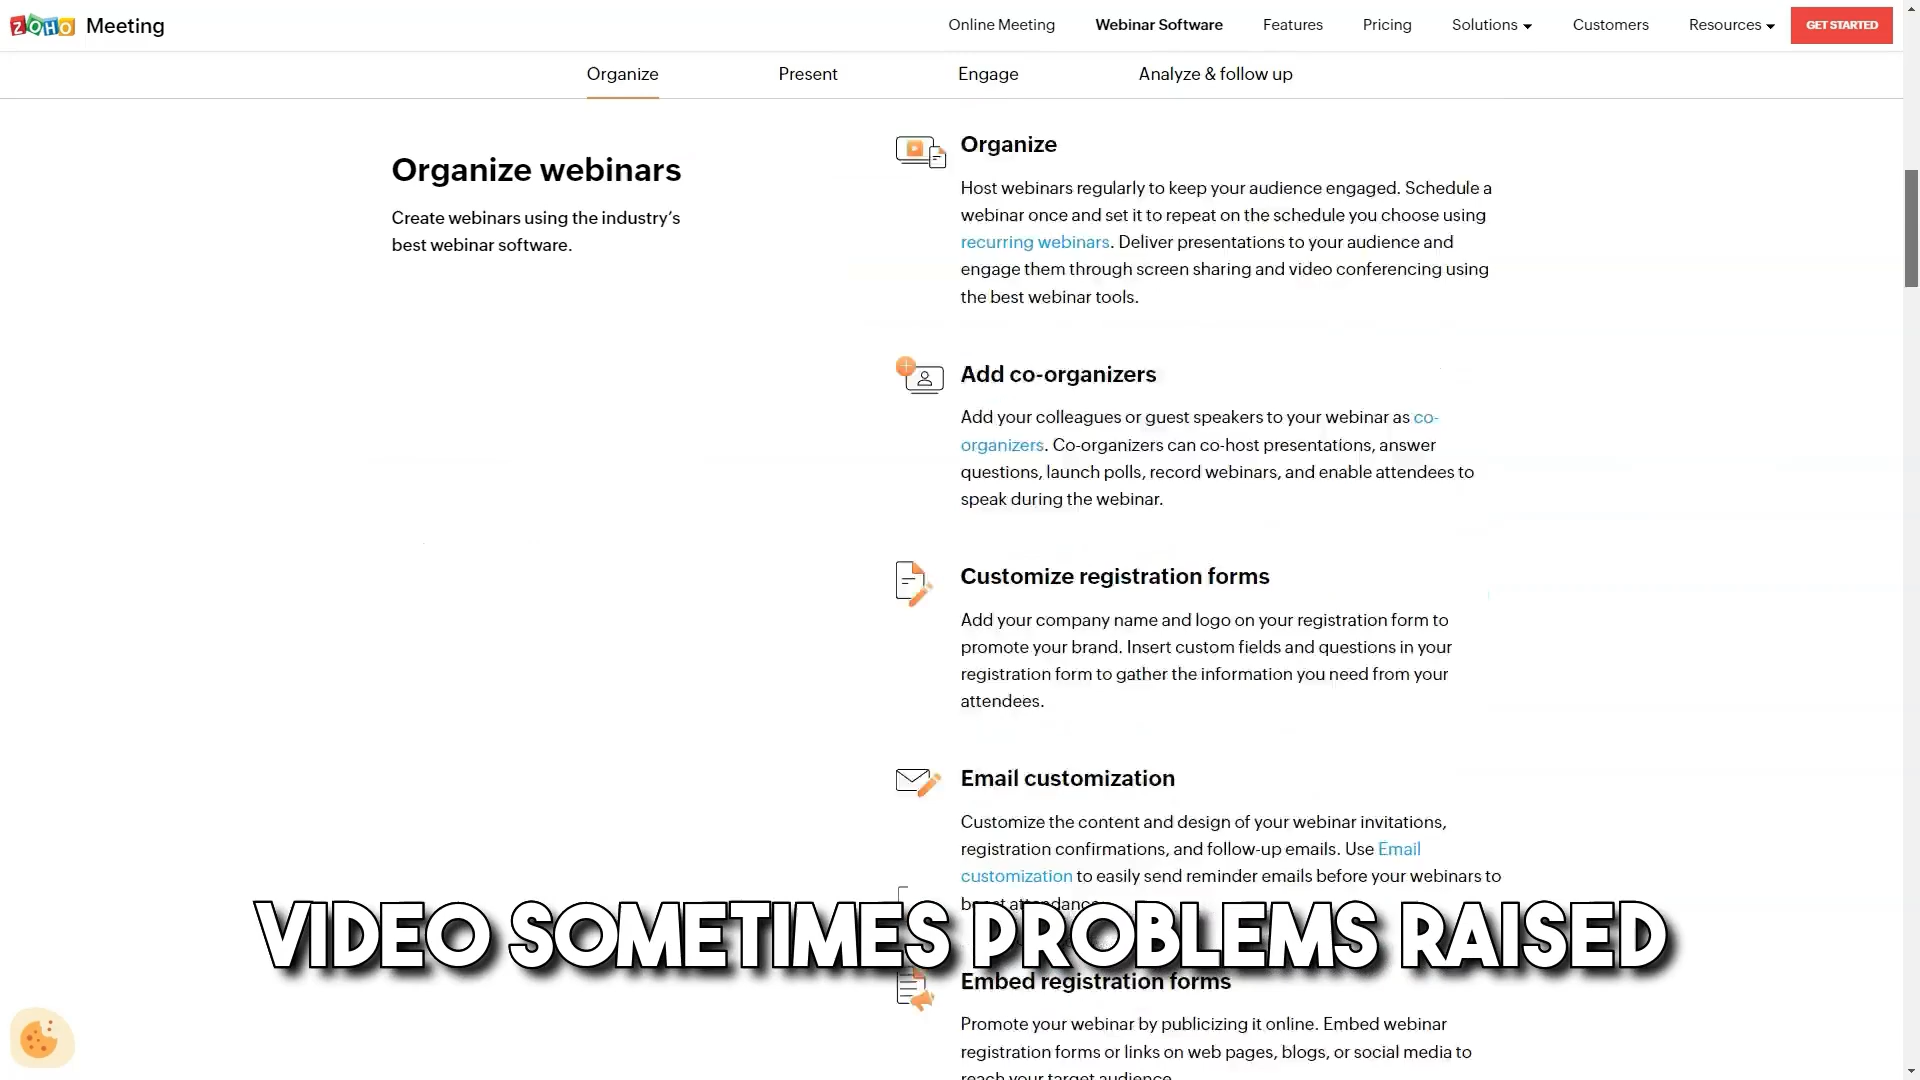 ZOHO Meeting
Online Meeting Webinar Software Features Pricing Solutions Customers Resources GET STARTED
Organize Present Engage Analyze & follow up
Organize webinars
Create webinars using the industry’s
best webinar software.
Organize
Host webinars regularly to keep your audience engaged. Schedule a
webinar once and set it to repeat on the schedule you choose using
recurring webinars. Deliver presentations to your audience and
engage them through screen sharing and video conferencing using
the best webinar tools.
Add co-organizers
Add your colleagues or guest speakers to your webinar as co-
organizers. Co-organizers can co-host presentations, answer
questions, launch polls, record webinars, and enable attendees to
speak during the webinar.
Customize registration forms
Add your company name and logo on your registration form to
promote your brand. Insert custom fields and questions in your
registration form to gather the information you need from your
attendees.
Email customization
Customize the content and design of your webinar invitations,
registration confirmations, and follow-up emails. Use Email
customization to easily send reminder emails before your webinars to
boost attendance.
VIDEO SOMETIMES PROBLEMS RAISED
Embed registration forms
Promote your webinar by publicizing it online. Embed webinar
registration forms or links on web pages, blogs, or social media to
reach your target audience.